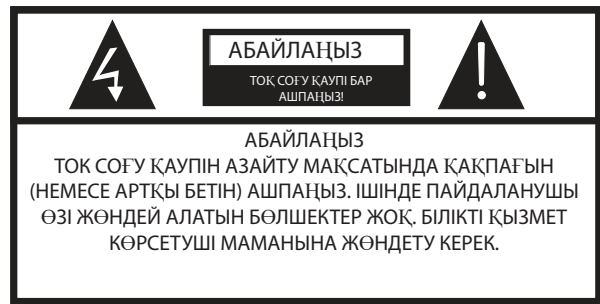 АБАЙЛАҢЫЗ
ТОҚ СОҒУ ҚАУПІ БАР
АШПАҢЫЗ!
АБАЙЛАҢЫЗ
ТОК СОҒУ ҚАУПІН АЗАЙТУ МАҚСАТЫНДА ҚАҚПАҒЫН
(НЕМЕСЕ АРТҚЫ БЕТІН) АШПАҢЫЗ. ІШІНДЕ ПАЙДАЛАНУШЫ
ӨЗІ ЖӨНДЕЙ АЛАТЫН БӨЛШЕКТЕР ЖОҚ. БІЛІКТІ ҚЫЗМЕТ
КӨРСЕТУШІ МАМАНЫНА ЖӨНДЕТУ КЕРЕК.